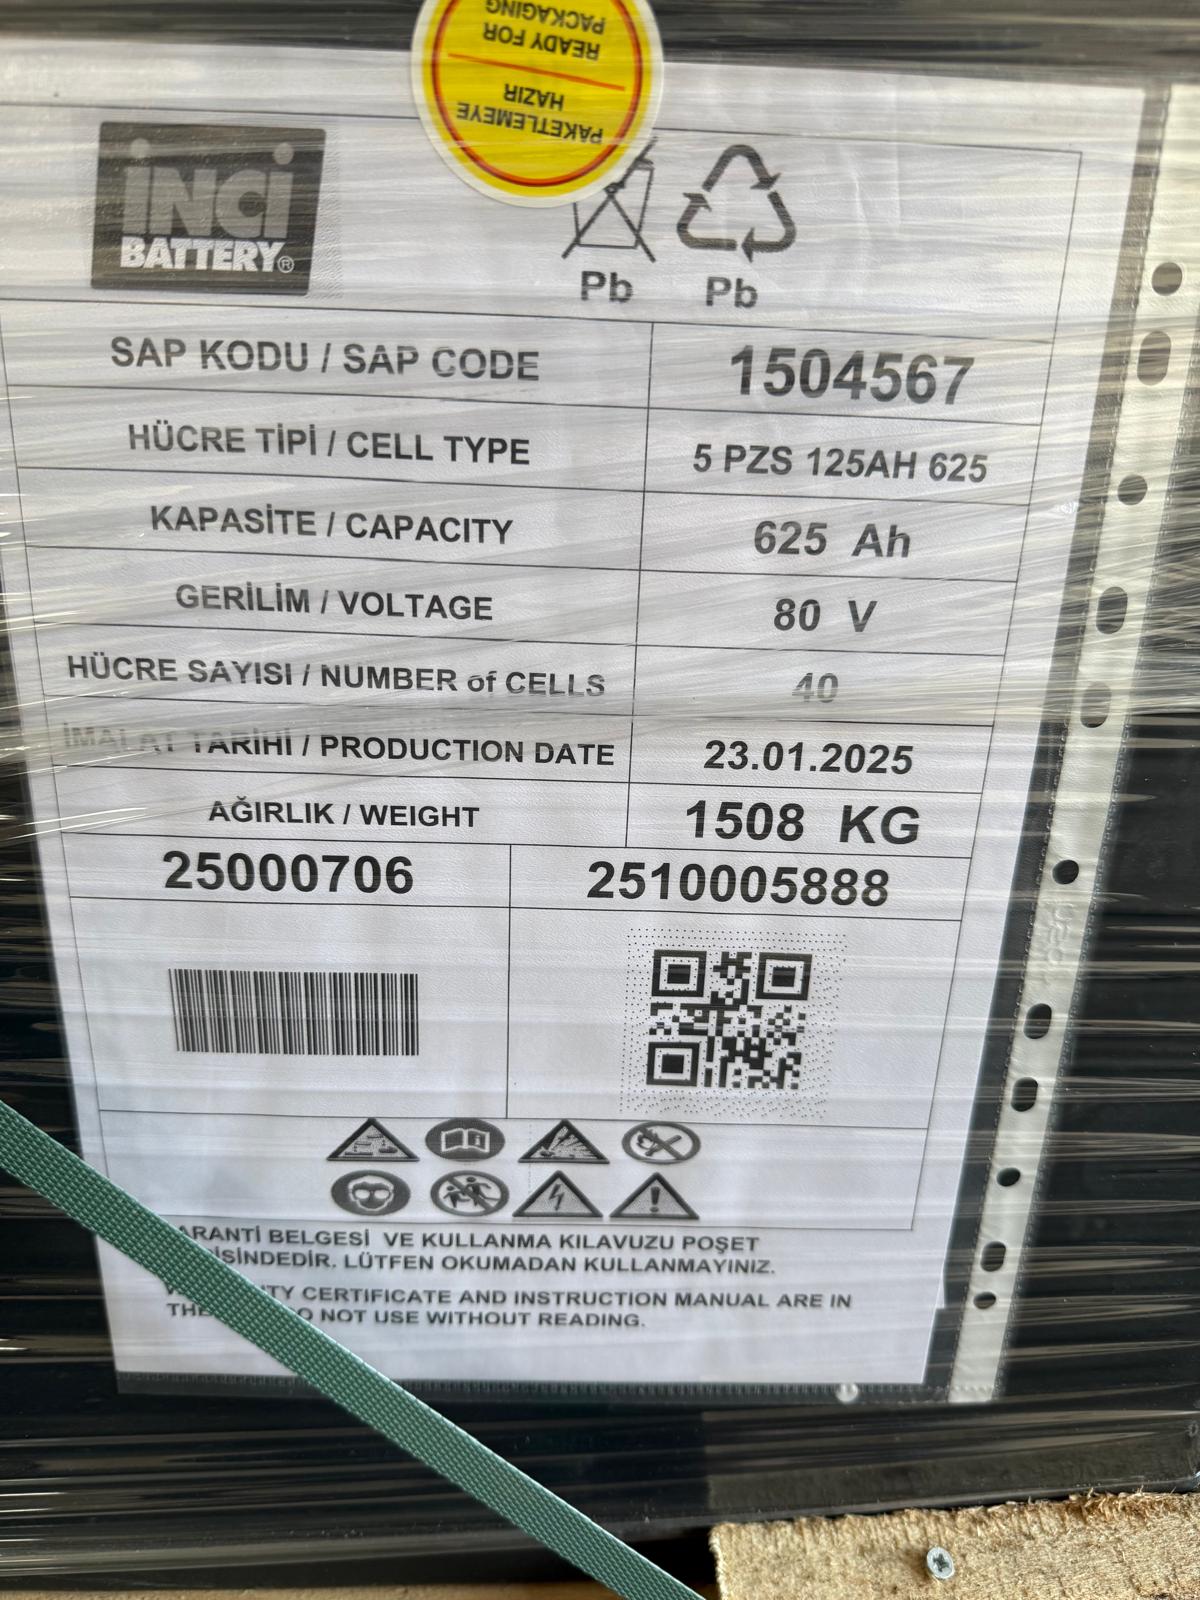 PAKETLEMEYE
HAZIR
READY FOR
PACKAGING
İNCİ
BATTERY®
Pb Pb
SAP KODU / SAP CODE 1504567
HÜCRE TİPİ / CELL TYPE 5 PZS 125AH 625
KAPASİTE / CAPACITY 625 Ah
GERİLİM / VOLTAGE 80 V
HÜCRE SAYISI / NUMBER of CELLS 40
İMALAT TARİHİ / PRODUCTION DATE 23.01.2025
AĞIRLIK / WEIGHT 1508 KG
25000706 2510005888
ARANTİ BELGESİ VE KULLANMA KILAVUZU POŞET
İSİNDEDİR. LÜTFEN OKUMADAN KULLANMAYINIZ.
TY CERTIFICATE AND INSTRUCTION MANUAL ARE IN
THE O NOT USE WITHOUT READING.